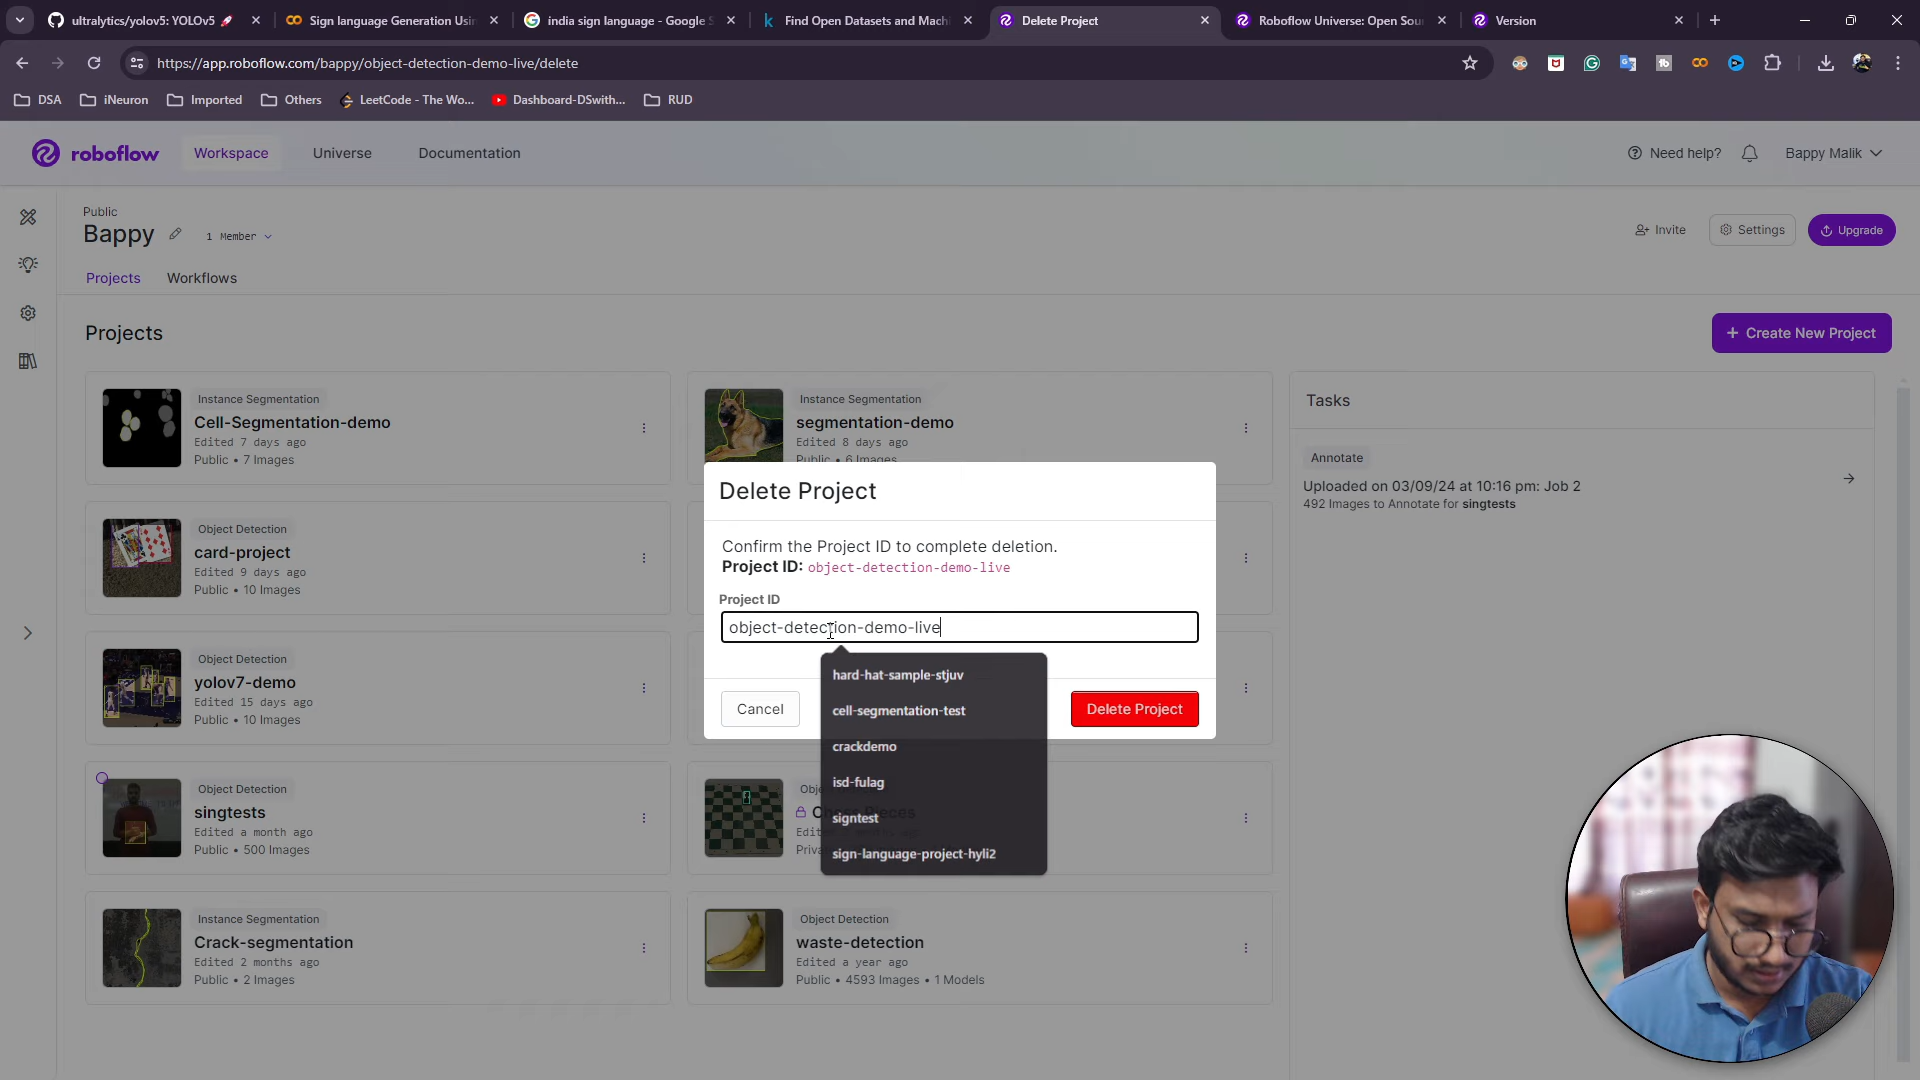 ultralytics/yolov5: YOLOv5 🚀
Sign language Generation Usin
india sign language - Google S
Find Open Datasets and Machi
Delete Project
Roboflow Universe: Open Sour
Version
https://app.roboflow.com/bappy/object-detection-demo-live/delete
DSA
iNeuron
Imported
Others
LeetCode - The Wo...
Dashboard-DSwith...
RUD
roboflow
Workspace
Universe
Documentation
Need help?
Bappy Malik
Public
Bappy
1 Member
Invite
Settings
Upgrade
Projects
Workflows
Projects
+ Create New Project
Instance Segmentation
Cell-Segmentation-demo
Edited 7 days ago
Public • 7 Images
Instance Segmentation
segmentation-demo
Edited 8 days ago
Public • 6 Images
Tasks
Annotate
Uploaded on 03/09/24 at 10:16 pm: Job 2
492 Images to Annotate for singtests
Object Detection
card-project
Edited 9 days ago
Public • 10 Images
Delete Project
Confirm the Project ID to complete deletion.
Project ID: object-detection-demo-live
Project ID
object-detection-demo-live
Cancel
Delete Project
hard-hat-sample-stjuv
cell-segmentation-test
crackdemo
isd-fulag
signtest
sign-language-project-hyli2
Object Detection
yolov7-demo
Edited 15 days ago
Public • 10 Images
Object Detection
singtests
Edited a month ago
Public • 500 Images
Instance Segmentation
Crack-segmentation
Edited 2 months ago
Public • 2 Images
Object Detection
waste-detection
Edited a year ago
Public • 4593 Images • 1 Models